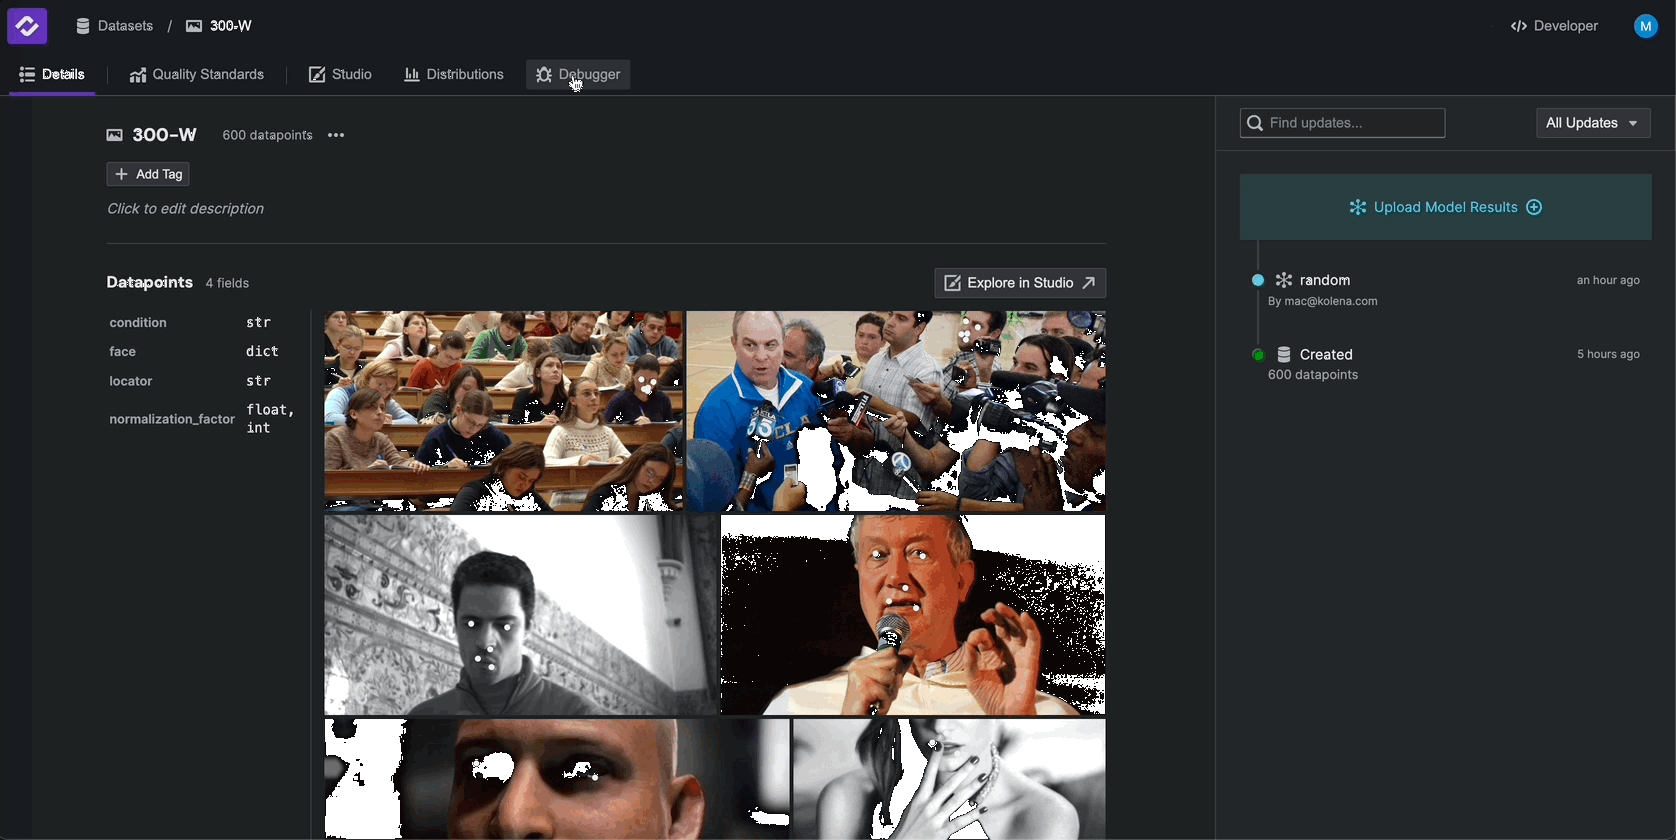 Datasets / 300-W
Developer
M
Details
Quality Standards
Studio
Distributions
Debugger
300-W 600 datapoints
Add Tag
Click to edit description
Datapoints 4 fields
Explore in Studio
condition str
face dict
locator str
normalization_factor float,
int
Find updates...
All Updates
Upload Model Results
random an hour ago
By mac@kolena.com
Created 5 hours ago
600 datapoints